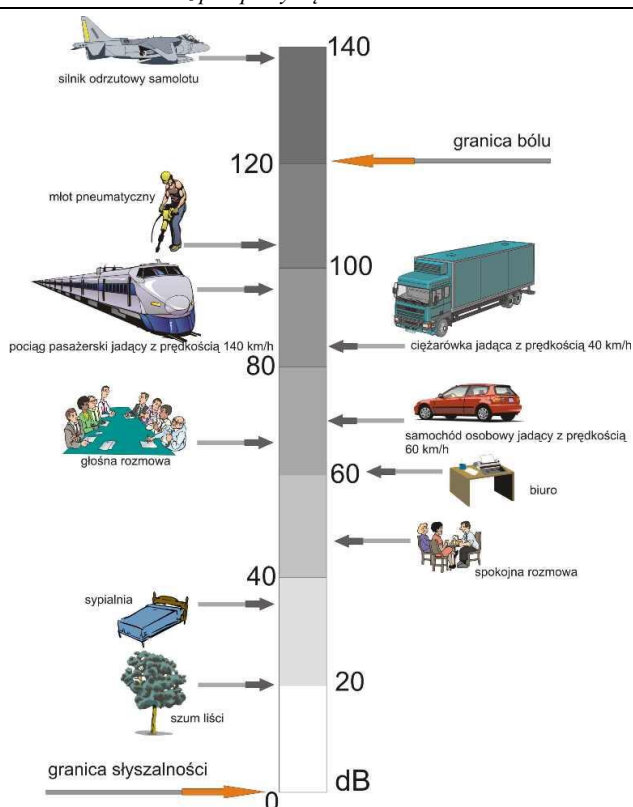 140
silnik odrzutowy samolotu
granica bólu
120
młot pneumatyczny
100
pociąg pasażerski jadący z prędkością 140 km/h
ciężarówka jadąca z prędkością 40 km/h
80
samochód osobowy jadący z prędkością
60 km/h
głośna rozmowa
60
biuro
40
spokojna rozmowa
sypialnia
20
szum liści
granica słyszalności
dB
0